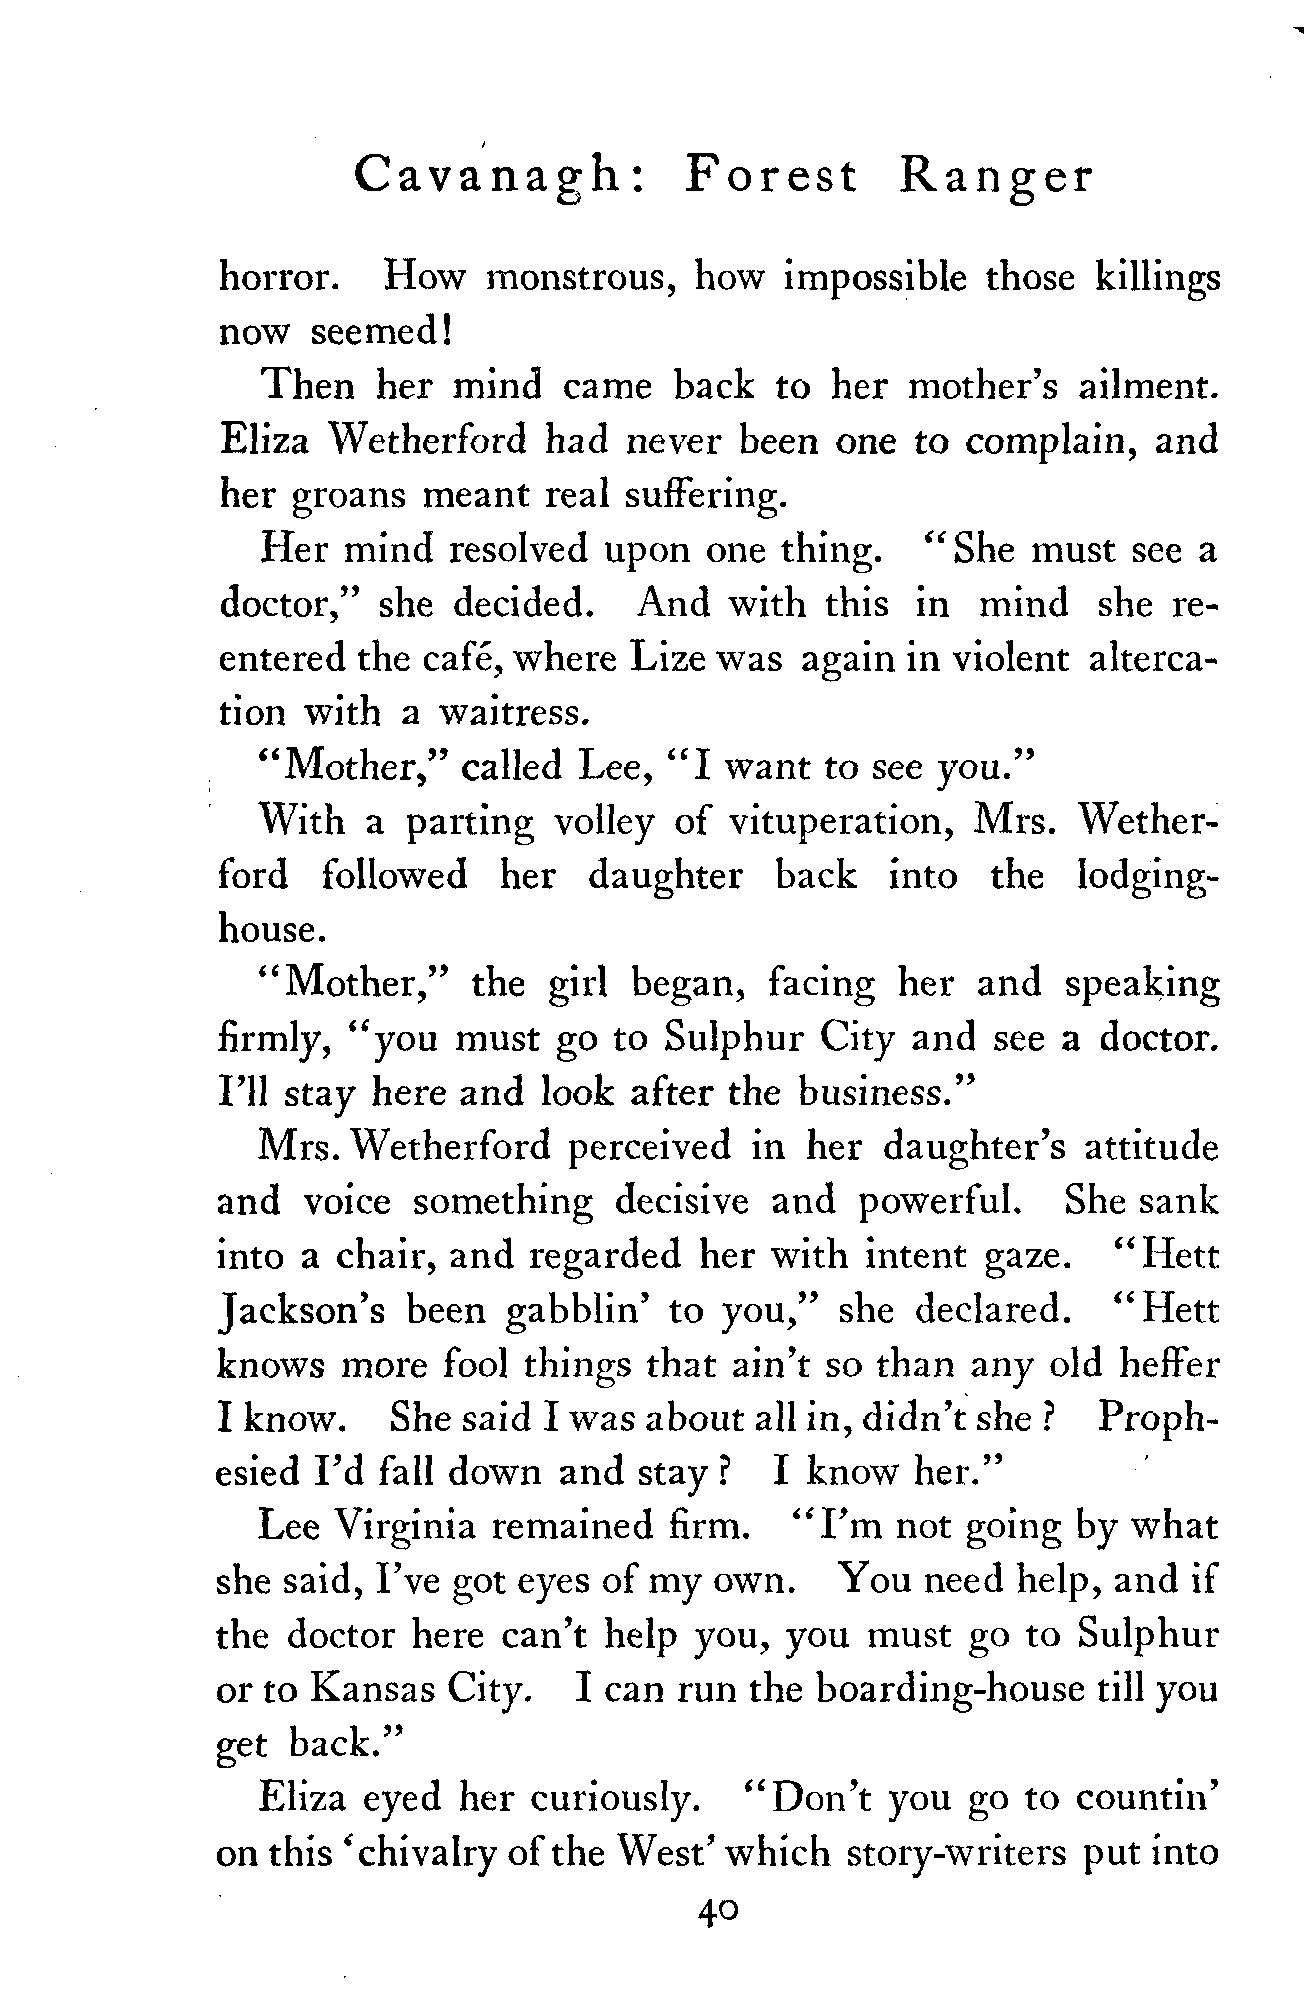 Cavanagh: Forest Ranger
horror. How monstrous, how impossible those killings
now seemed!
Then her mind came back to her mother's ailment.
Eliza Wetherford had never been one to complain, and
her groans meant real suffering.
Her mind resolved upon one thing. "She must see a
doctor," she decided. And with this in mind she re-
entered the café, where Lize was again in violent alterca-
tion with a waitress.
"Mother," called Lee, "I want to see you."
With a parting volley of vituperation, Mrs. Wether-
ford followed her daughter back into the lodging-
house.
"Mother," the girl began, facing her and speaking
firmly, "you must go to Sulphur City and see a doctor.
I'll stay here and look after the business."
Mrs. Wetherford perceived in her daughter's attitude
and voice something decisive and powerful. She sank
into a chair, and regarded her with intent gaze. "Hett
Jackson's been gabblin' to you," she declared. "Hett
knows more fool things that ain't so than any old heffer
I know. She said I was about all in, didn't she? Proph-
esied I'd fall down and stay? I know her."
Lee Virginia remained firm. "I'm not going by what
she said, I've got eyes of my own. You need help, and if
the doctor here can't help you, you must go to Sulphur
or to Kansas City. I can run the boarding-house till you
get back."
Eliza eyed her curiously. "Don't you go to countin'
on this 'chivalry of the West' which story-writers put into
40